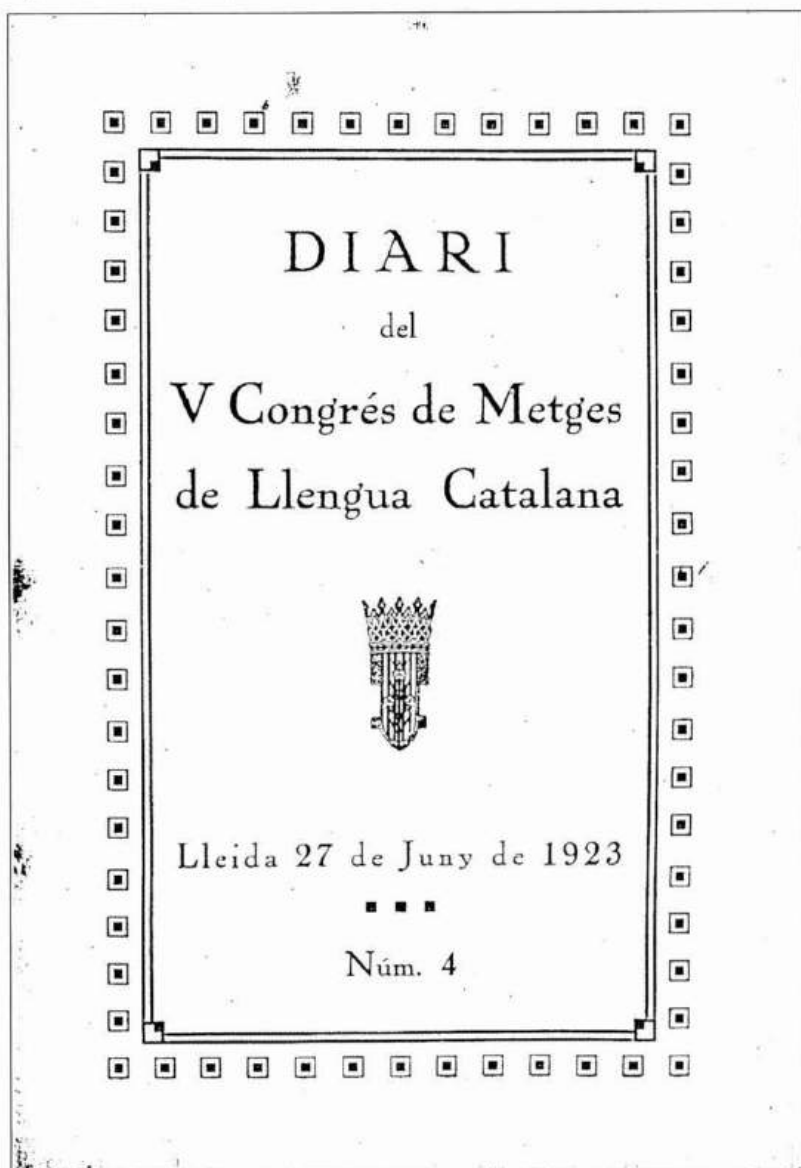 DIARI
del
V Congrés de Metges
de Llengua Catalana
Lleida 27 de Juny de 1923
Núm. 4